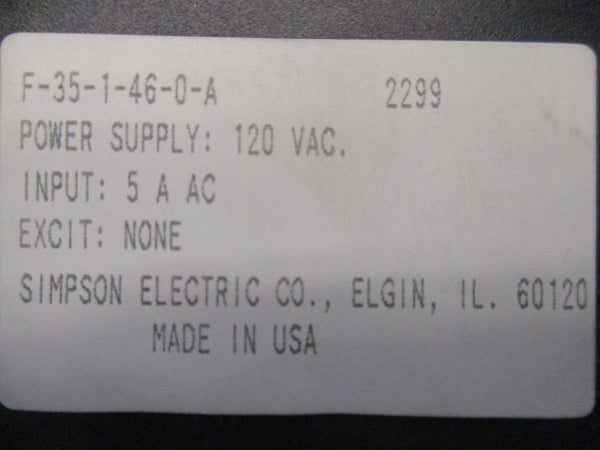 F-35-1-46-0-A 2299
POWER SUPPLY: 120 VAC.
INPUT: 5 A AC
EXCIT: NONE
SIMPSON ELECTRIC CO., ELGIN, IL. 60120
MADE IN USA